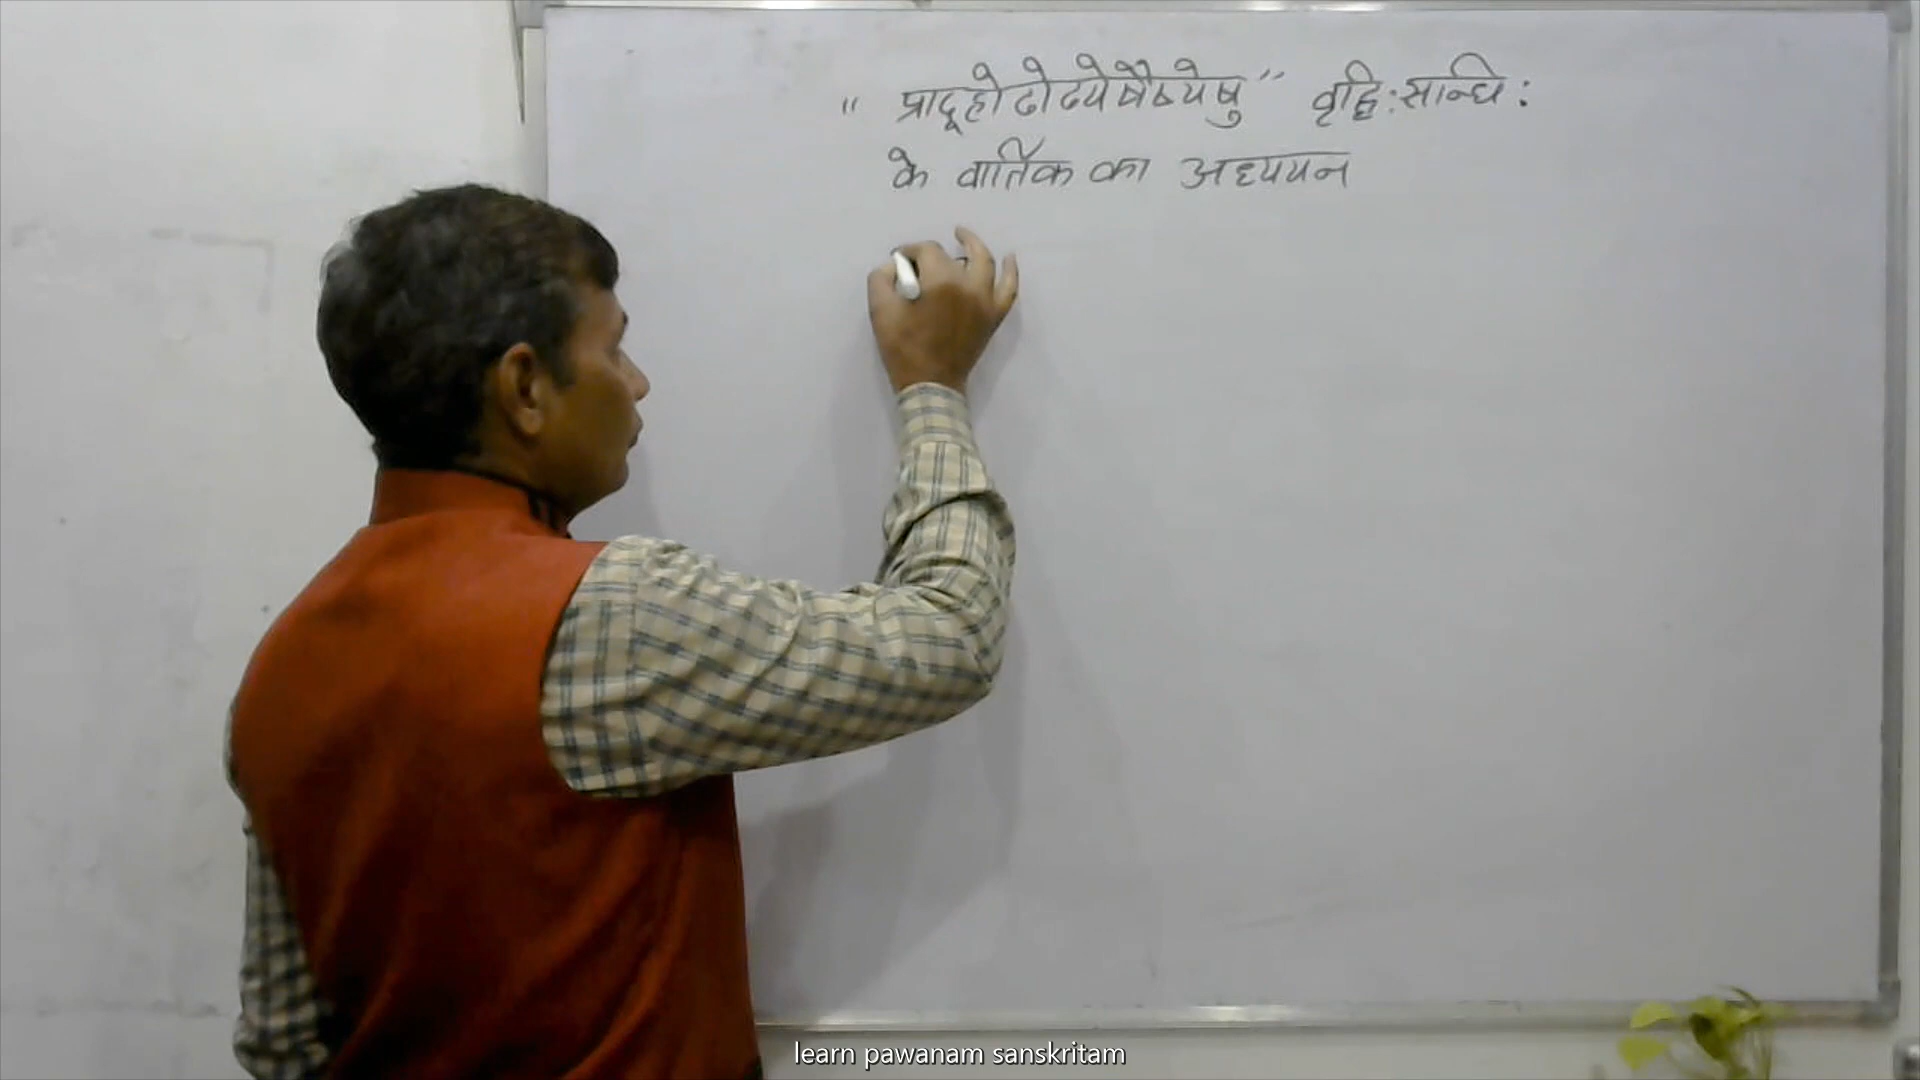 " प्रादूहोढोढ्येषैष्येषु " वृद्धि:सन्धि:
के वार्तिक का अध्ययन
learn pawanam sanskritam